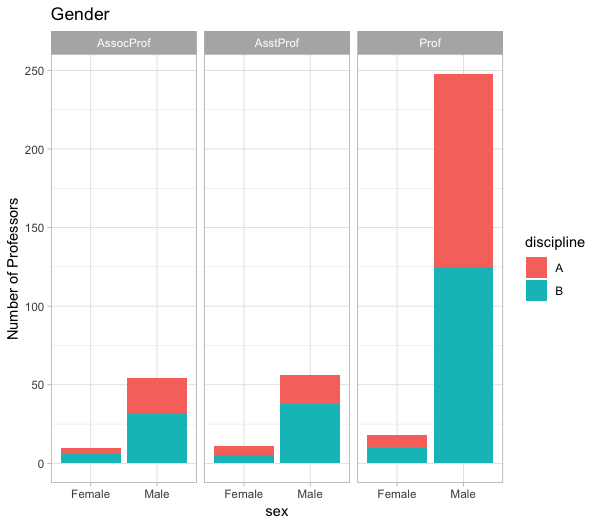 Gender
AssocProf AsstProf Prof
250
200
150
100
50
0
Number of Professors
Female Male Female Male Female Male
sex
discipline
A
B